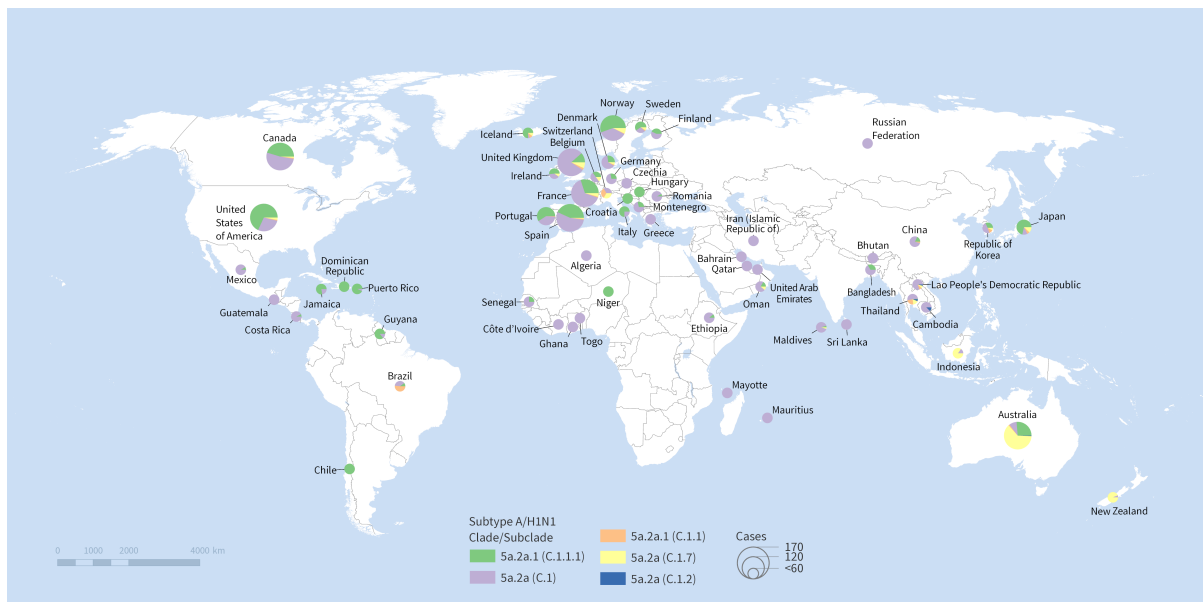 Norway
Sweden
Denmark
Finland
Iceland
Switzerland
Belgium
Russian
Federation
Canada
United Kingdom
Germany
Czechia
Ireland
Hungary
France
Romania
Croatia
Montenegro
Portugal
Spain
Italy
Greece
United
States
of America
Iran (Islamic
Republic of)
China
Japan
Republic of
Korea
Bhutan
Bahrain
Qatar
Algeria
Mexico
Dominican
Republic
Puerto Rico
Jamaica
Guatemala
Costa Rica
Guyana
Senegal
Niger
Oman
United Arab
Emirates
Bangladesh
Lao People's Democratic Republic
Thailand
Cambodia
Côte d'Ivoire
Ghana
Togo
Ethiopia
Maldives
Sri Lanka
Indonesia
Brazil
Mayotte
Mauritius
Australia
Chile
New Zealand
Subtype A/H1N1
Clade/Subclade
5a.2a.1 (C.1.1.1)
5a.2a (C.1)
5a.2a.1 (C.1.1)
5a.2a (C.1.7)
5a.2a (C.1.2)
Cases
170
120
<60
0 1000 2000 4000 km